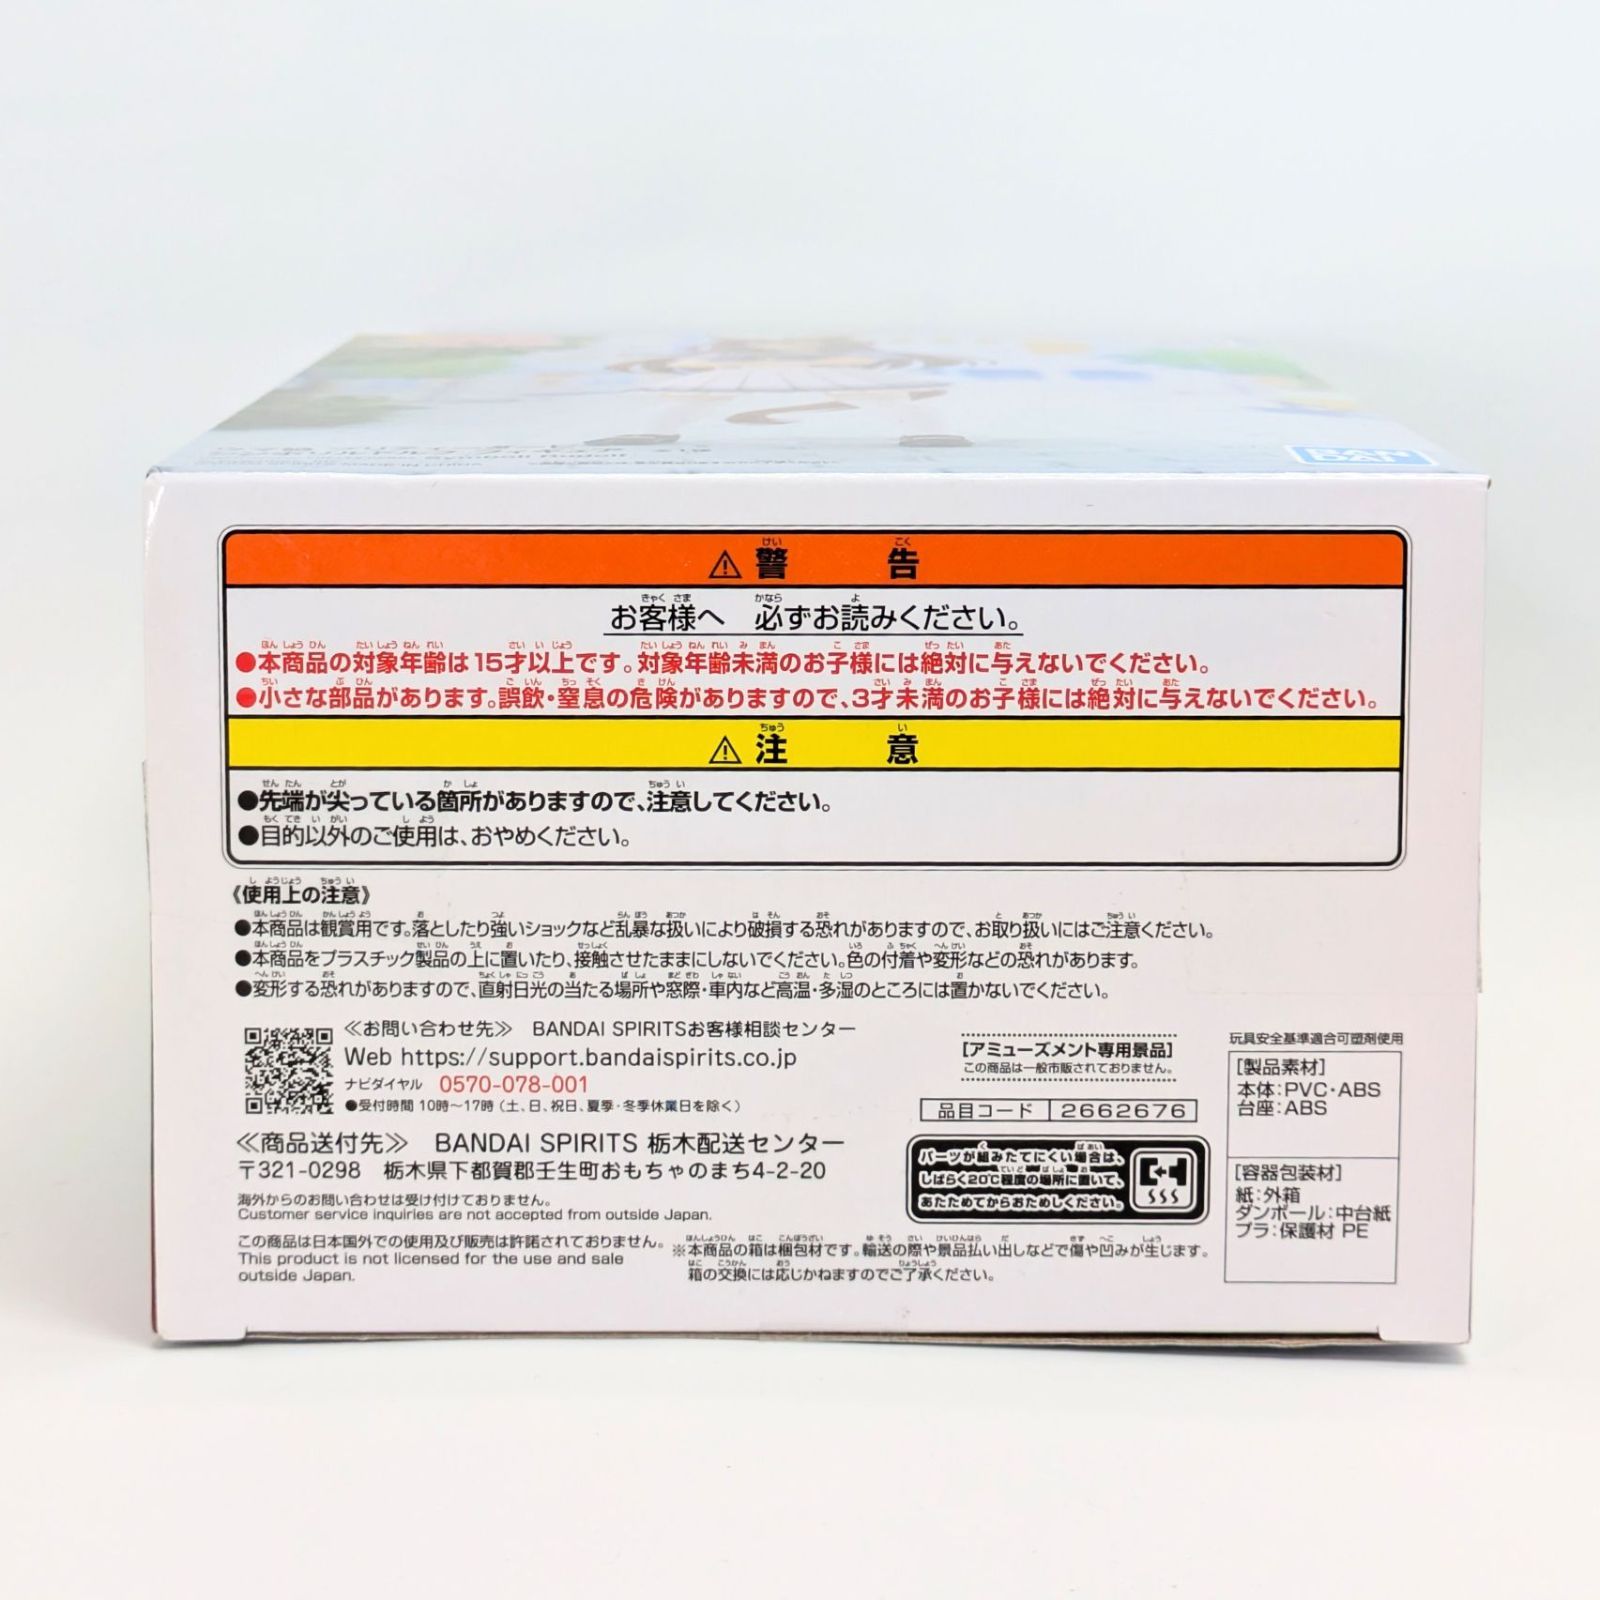 BANDAI
⚠警告
お客様へ 必ずお読みください。
●本商品の対象年齢は15才以上です。対象年齢未満のお子様には絶対に与えないでください。
●小さな部品があります。誤飲・窒息の危険がありますので、3才未満のお子様には絶対に与えないでください。
⚠注意
●先端が尖っている箇所がありますので、注意してください。
●目的以外のご使用は、おやめください。
《使用上の注意》
●本商品は観賞用です。落としたり強いショックなど乱暴な扱いにより破損する恐れがありますので、お取り扱いにはご注意ください。
●本商品をプラスチック製品の上に置いたり、接触させたままにしないでください。色の付着や変形などの恐れがあります。
●変形する恐れがありますので、直射日光の当たる場所や窓際・車内など高温・多湿のところには置かないでください。
≪お問い合わせ先≫ BANDAI SPIRITSお客様相談センター
Web https://support.bandaispirits.co.jp
ナビダイヤル 0570-078-001
●受付時間 10時～17時 (土、日、祝日、夏季・冬季休業日を除く)
≪商品送付先≫ BANDAI SPIRITS 栃木配送センター
〒321-0298 栃木県下都賀郡壬生町おもちゃのまち4-2-20
海外からのお問い合わせは受け付けておりません。
Customer service inquiries are not accepted from outside Japan.
この商品は日本国外での使用及び販売は許諾されておりません。
This product is not licensed for the use and sale
outside Japan.
[アミューズメント専用景品]
この商品は一般市販されておりません。
品目コード 2662676
パーツが組みたてにくい場合は、
しばらく20℃程度の場所に置いて、
あたためてからおためしください。
※本商品の箱は梱包材です。輸送の際や景品払い出しなどで傷や凹みが生じます。
箱の交換には応じかねますのでご了承ください。
玩具安全基準適合可塑剤使用
[製品素材]
本体:PVC・ABS
台座:ABS
[容器包装材]
紙:外箱
ダンボール:中台紙
プラ:保護材 PE